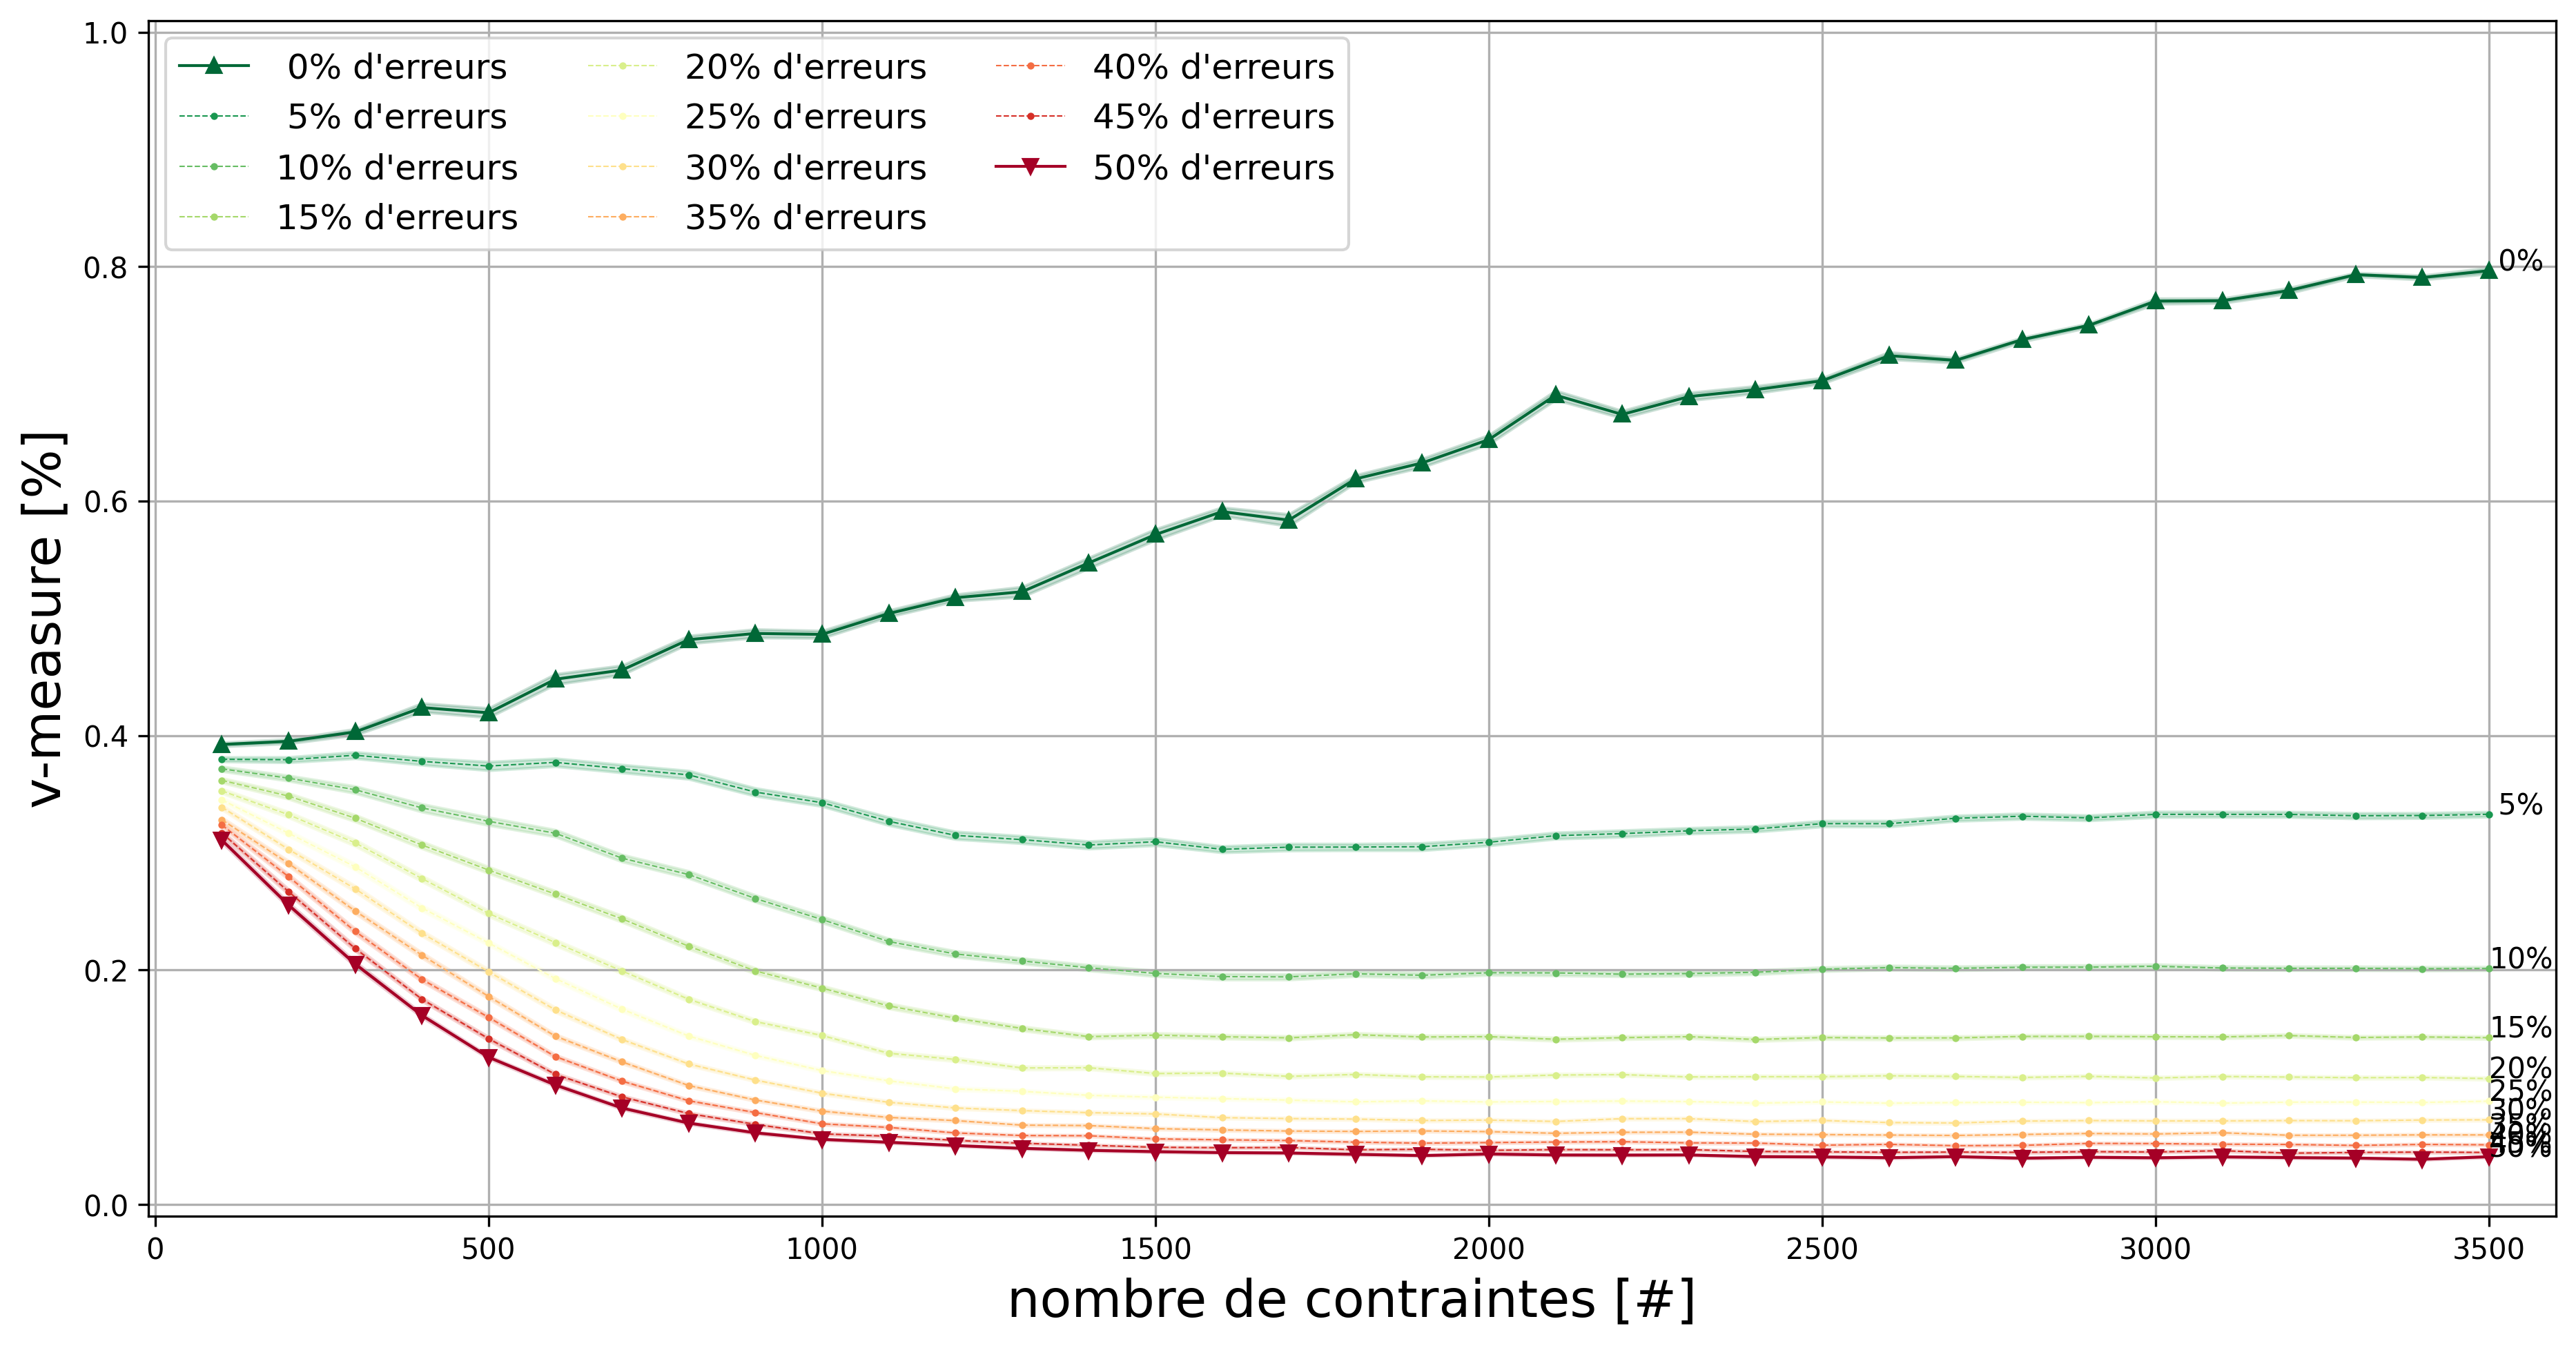 1.0
0.8
0.6
0.4
0.2
0.0
v-measure [%]
0% d'erreurs
5% d'erreurs
10% d'erreurs
15% d'erreurs
20% d'erreurs
25% d'erreurs
30% d'erreurs
35% d'erreurs
40% d'erreurs
45% d'erreurs
50% d'erreurs
0%
5%
10%
15%
20%
25%
30%
0
500
1000
1500
2000
2500
3000
3500
nombre de contraintes [#]